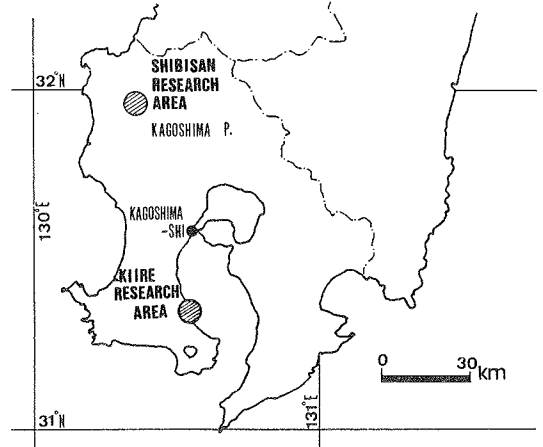 32°N
SHIBISAN
RESEARCH
AREA
KAGOSHIMA P.
130°E
KAGOSHIMA
-SHI
KIIRE
RESEARCH
AREA
0 30 km
31°N
131°E